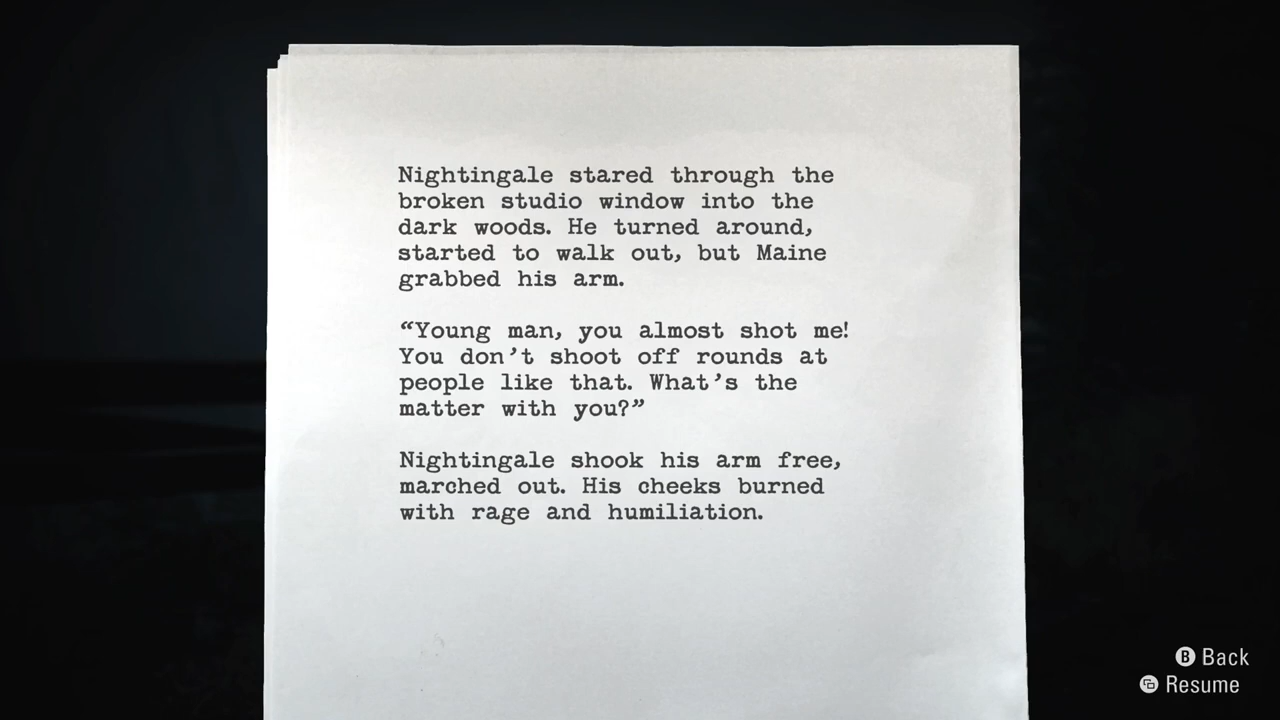 Nightingale stared through the
broken studio window into the
dark woods. He turned around,
started to walk out, but Maine
grabbed his arm.
“Young man, you almost shot me!
You don’t shoot off rounds at
people like that. What’s the
matter with you?”
Nightingale shook his arm free,
marched out. His cheeks burned
with rage and humiliation.
B Back
Resume